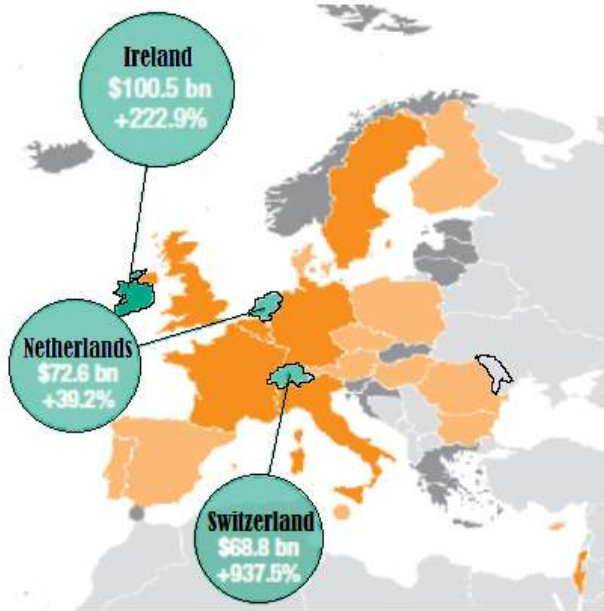 Ireland
$100.5 bn
+222.9%
Netherlands
$72.6 bn
+39.2%
Switzerland
$68.8 bn
+937.5%